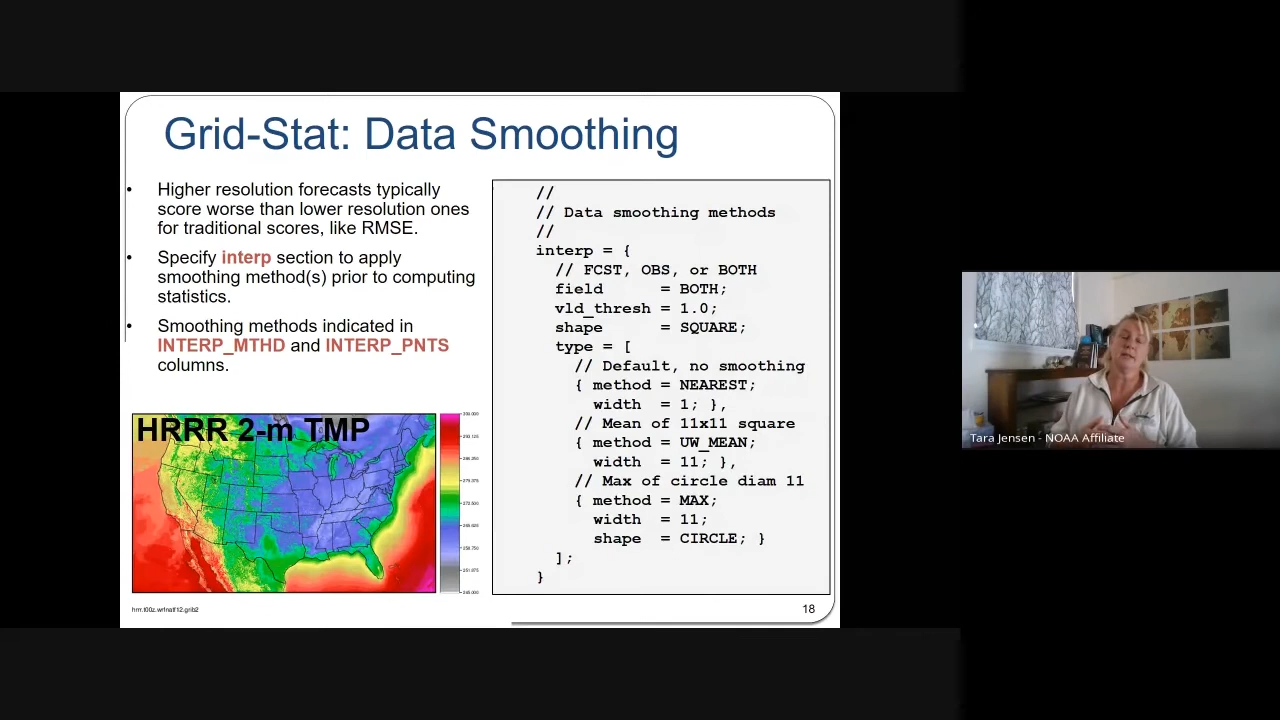 Grid-Stat: Data Smoothing
• Higher resolution forecasts typically
score worse than lower resolution ones
for traditional scores, like RMSE.
• Specify interp section to apply
smoothing method(s) prior to computing
statistics.
• Smoothing methods indicated in
INTERP_MTHD and INTERP_PNTS
columns.
//
// Data smoothing methods
//
interp = {
// FCST, OBS, or BOTH
field = BOTH;
vld_thresh = 1.0;
shape = SQUARE;
type = [
// Default, no smoothing
{ method = NEAREST;
width = 1; },
// Mean of 11x11 square
{ method = UW_MEAN;
width = 11; },
// Max of circle diam 11
{ method = MAX;
width = 11;
shape = CIRCLE; }
];
}
HRRR 2-m TMP
18
Tara Jensen - NOAA Affiliate